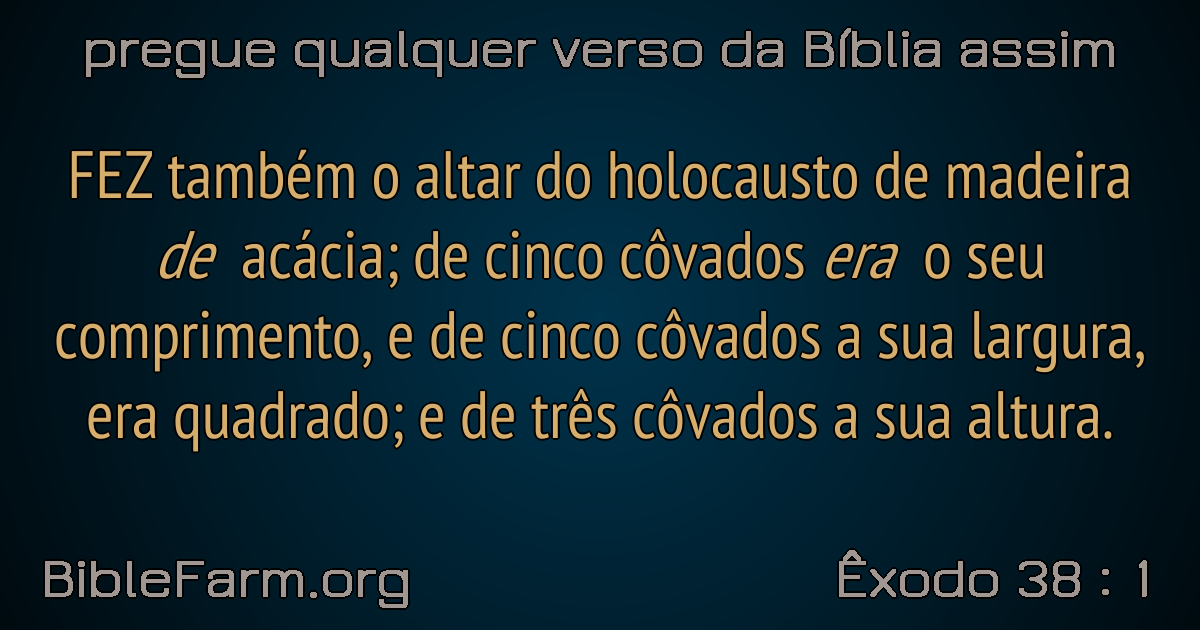 pregue qualquer verso da Bíblia assim
FEZ também o altar do holocausto de madeira
de acácia; de cinco côvados era o seu
comprimento, e de cinco côvados a sua largura,
era quadrado; e de três côvados a sua altura.
BibleFarm.org
Êxodo 38 : 1